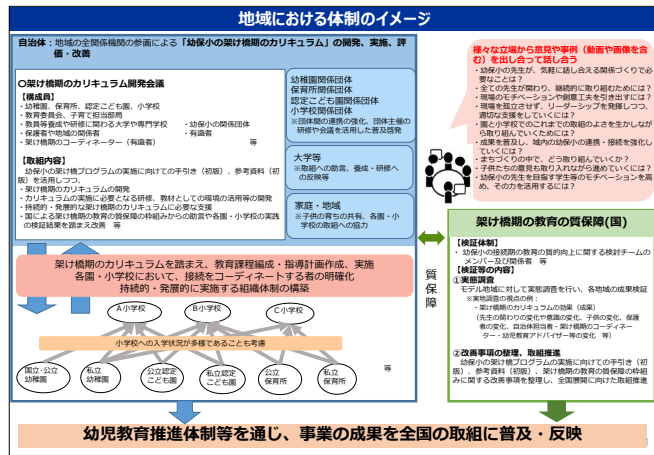 地域における体制のイメージ
自治体：地域の全関係機関の参画による「幼保小の架け橋期のカリキュラム」の開発、実施、評
価・改善
〇架け橋期のカリキュラム開発会議
【構成員】
・幼稚園、保育所、認定こども園、小学校
・教育委員会、子育て担当部局
・教員等養成や研修に関わる大学や専門学校　・幼保小の関係団体
・保護者や地域の関係者　・有識者
・架け橋期のコーディネーター（有識者）　等
【取組内容】
幼保小の架け橋プログラムの実施に向けての手引き（初版）、参考資料（初
版）を活用しつつ、
・架け橋期のカリキュラムの開発
・カリキュラムの実施に必要となる研修、教材としての環境の活用等の開発
・持続的・発展的な架け橋期のカリキュラムに必要な支援
・国による架け橋期の教育の質保障の枠組みからの助言や各園・小学校の実践
の検証結果を踏まえ改善　等
幼稚園関係団体
保育所関係団体
認定こども園関係団体
小学校関係団体
※団体間の連携の強化、団体主催の
研修や会議を活用した普及啓発
大学等
※取組への助言、養成・研修への
反映等
家庭・地域
※子供の育ちの共有、各園・小
学校の取組への協力
様々な立場から意見や事例（動画や画像を含
む）を出し合って話し合う
・幼保小の先生が、気軽に話し合える関係づくりで必
要なことは？
・全ての先生が関わり、継続的に取り組むためには？
・現場のモチベーションや創意工夫を引き出すには？
・現場を孤立させず、リーダーシップを発揮しつつ、
適切な支援をしていくには？
・園と小学校でのこれまでの取組のよさを生かしなが
ら取り組んでいくためには？
・成果を普及し、域内の幼保小の連携・接続を強化し
ていくには？
・まちづくりの中で、どう取り組んでいくか？
・子供たちの意見も取り入れながら進めていくには？
・幼保小の先生を目指す学生等のモチベーションを高
め、その力を活用するには？
架け橋期のカリキュラムを踏まえ、教育課程編成・指導計画作成、実施
各園・小学校において、接続をコーディネートする者の明確化
持続的・発展的に実施する組織体制の構築
A小学校
B小学校
C小学校
小学校への入学状況が多様であることも考慮
国立・公立
幼稚園
私立
幼稚園
公立認定
こども園
私立認定
こども園
公立
保育所
私立
保育所
等
質保障
架け橋期の教育の質保障(国)
【検証体制】
・ 幼保小の接続期の教育の質的向上に関する検討チームの
メンバー及び関係者　等
【検証等の内容】
①実態調査
モデル地域に対して実態調査を行い、各地域の成果検証
※実地調査の視点の例：
・架け橋期のカリキュラムの効果（成果）
（先生の関わりの変化や意識の変化、子供の変化、保護
者の変化、自治体担当者・架け橋期のコーディネー
ター・幼児教育アドバイザー等の変化　等）
②改善事項の整理、取組推進
幼保小の架け橋プログラムの実施に向けての手引き（初
版）、参考資料（初版）、架け橋期の教育の質保障の枠組
みに関する改善事項を整理し、全国展開に向けた取組推進
幼児教育推進体制等を通じ、事業の成果を全国の取組に普及・反映